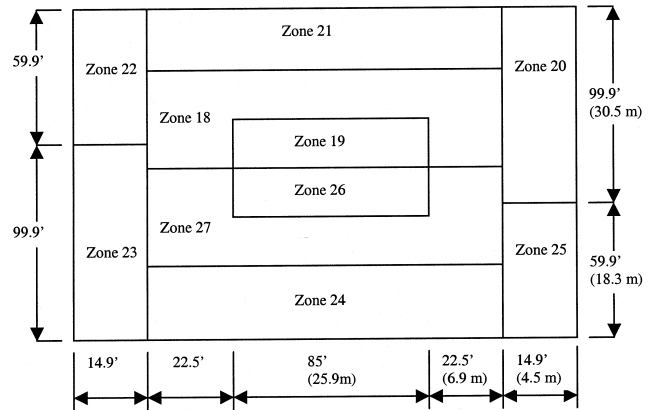 Zone 21
59.9’
Zone 22
Zone 20
99.9’
(30.5 m)
Zone 18
Zone 19
Zone 26
Zone 27
99.9’
Zone 23
Zone 25
59.9’
(18.3 m)
Zone 24
14.9’ 22.5’ 85’ 22.5’ 14.9’
(25.9m) (6.9 m) (4.5 m)